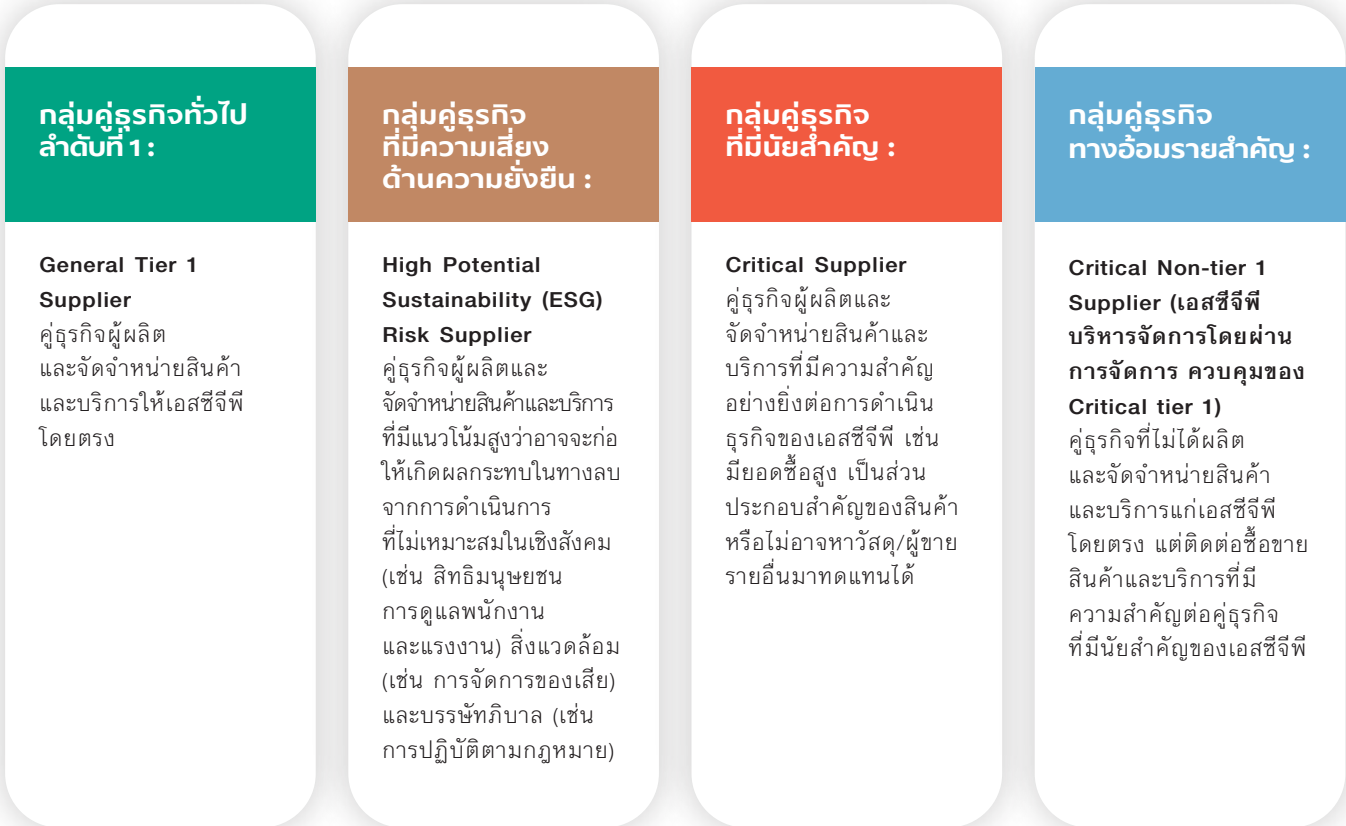 กลุ่มคู่ธุรกิจทั่วไป
ลำดับที่ 1 :
General Tier 1
Supplier
คู่ธุรกิจผู้ผลิต
และจัดจำหน่ายสินค้า
และบริการให้เอสซีจีพี
โดยตรง
กลุ่มคู่ธุรกิจ
ที่มีความเสี่ยง
ด้านความยั่งยืน :
High Potential
Sustainability (ESG)
Risk Supplier
คู่ธุรกิจผู้ผลิตและ
จัดจำหน่ายสินค้าและบริการ
ที่มีแนวโน้มสูงว่าอาจจะก่อ
ให้เกิดผลกระทบในทางลบ
จากการดำเนินการ
ที่ไม่เหมาะสมในเชิงสังคม
(เช่น สิทธิมนุษยชน
การดูแลพนักงาน
และแรงงาน) สิ่งแวดล้อม
(เช่น การจัดการของเสีย)
และบรรษัทภิบาล (เช่น
การปฏิบัติตามกฎหมาย)
กลุ่มคู่ธุรกิจ
ที่มีนัยสำคัญ :
Critical Supplier
คู่ธุรกิจผู้ผลิตและ
จัดจำหน่ายสินค้าและ
บริการที่มีความสำคัญ
อย่างยิ่งต่อการดำเนิน
ธุรกิจของเอสซีจีพี เช่น
มียอดซื้อสูง เป็นส่วน
ประกอบสำคัญของสินค้า
หรือไม่อาจหาวัสดุ/ผู้ขาย
รายอื่นมาทดแทนได้
กลุ่มคู่ธุรกิจ
ทางอ้อมรายสำคัญ :
Critical Non-tier 1
Supplier (เอสซีจีพี
บริหารจัดการโดยผ่าน
การจัดการ ควบคุมของ
Critical tier 1)
คู่ธุรกิจที่ไม่ได้ผลิต
และจัดจำหน่ายสินค้า
และบริการแก่เอสซีจีพี
โดยตรง แต่ติดต่อซื้อขาย
สินค้าและบริการที่มี
ความสำคัญต่อคู่ธุรกิจ
ที่มีนัยสำคัญของเอสซีจีพี